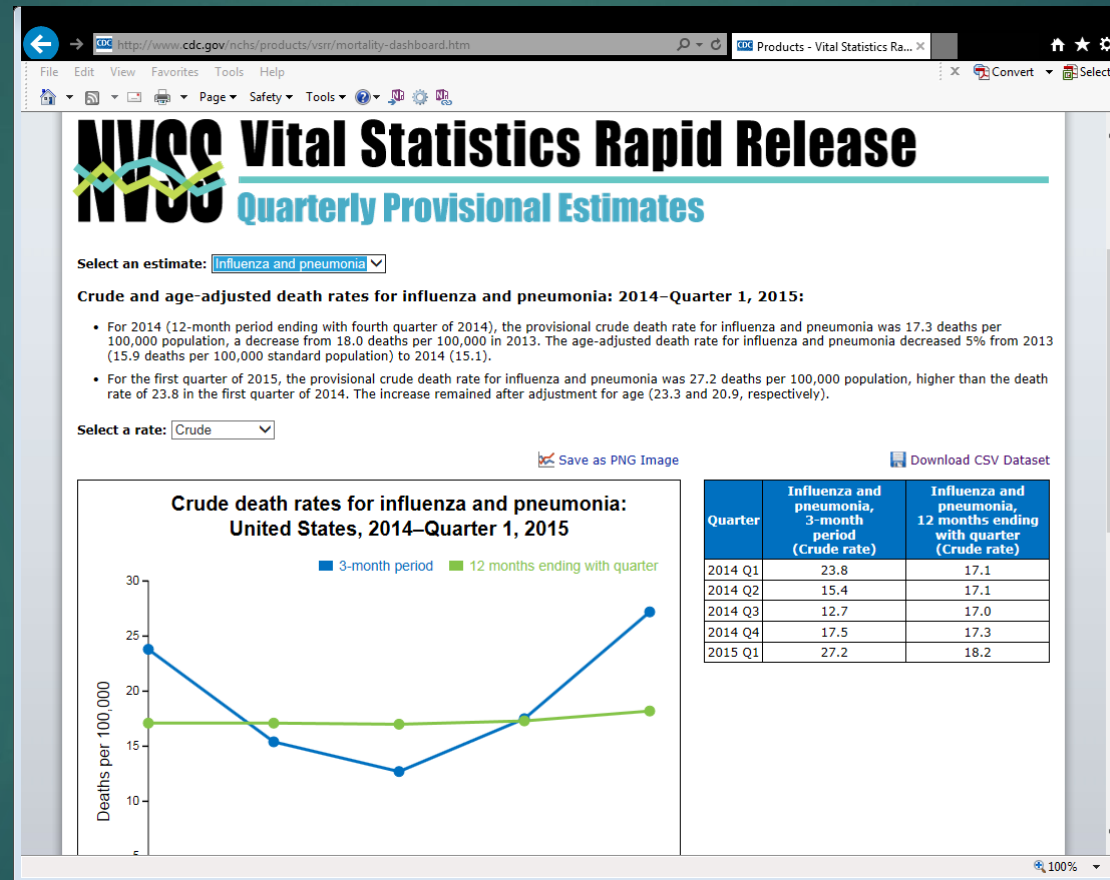 http://www.cdc.gov/nchs/products/vsrr/mortality-dashboard.htm
CDC Products - Vital Statistics Ra...
File Edit View Favorites Tools Help
X Convert Select
Page Safety Tools
NVSS Vital Statistics Rapid Release
Quarterly Provisional Estimates
Select an estimate: Influenza and pneumonia
Crude and age-adjusted death rates for influenza and pneumonia: 2014–Quarter 1, 2015:
• For 2014 (12-month period ending with fourth quarter of 2014), the provisional crude death rate for influenza and pneumonia was 17.3 deaths per
100,000 population, a decrease from 18.0 deaths per 100,000 in 2013. The age-adjusted death rate for influenza and pneumonia decreased 5% from 2013
(15.9 deaths per 100,000 standard population) to 2014 (15.1).
• For the first quarter of 2015, the provisional crude death rate for influenza and pneumonia was 27.2 deaths per 100,000 population, higher than the death
rate of 23.8 in the first quarter of 2014. The increase remained after adjustment for age (23.3 and 20.9, respectively).
Select a rate: Crude
Save as PNG Image
Download CSV Dataset
Crude death rates for influenza and pneumonia:
United States, 2014–Quarter 1, 2015
3-month period 12 months ending with quarter
30
25
20
15
10
5
Deaths per 100,000
Quarter
Influenza and
pneumonia,
3-month
period
(Crude rate)
Influenza and
pneumonia,
12 months ending
with quarter
(Crude rate)
2014 Q1 23.8 17.1
2014 Q2 15.4 17.1
2014 Q3 12.7 17.0
2014 Q4 17.5 17.3
2015 Q1 27.2 18.2
100%